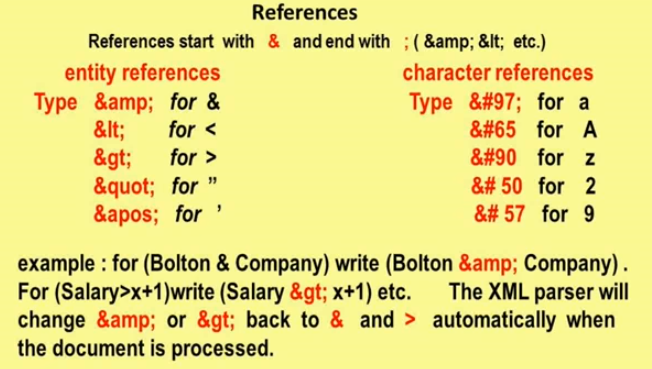 References
References start with & and end with ; ( &amp; &lt; etc.)
entity references character references
Type &amp; for & Type &#97; for a
&lt; for < &#65 for A
&gt; for > &#90 for z
&quot; for ” &# 50 for 2
&apos; for ’ &# 57 for 9
example : for (Bolton & Company) write (Bolton &amp; Company) .
For (Salary>x+1)write (Salary &gt; x+1) etc. The XML parser will
change &amp; or &gt; back to & and > automatically when
the document is processed.